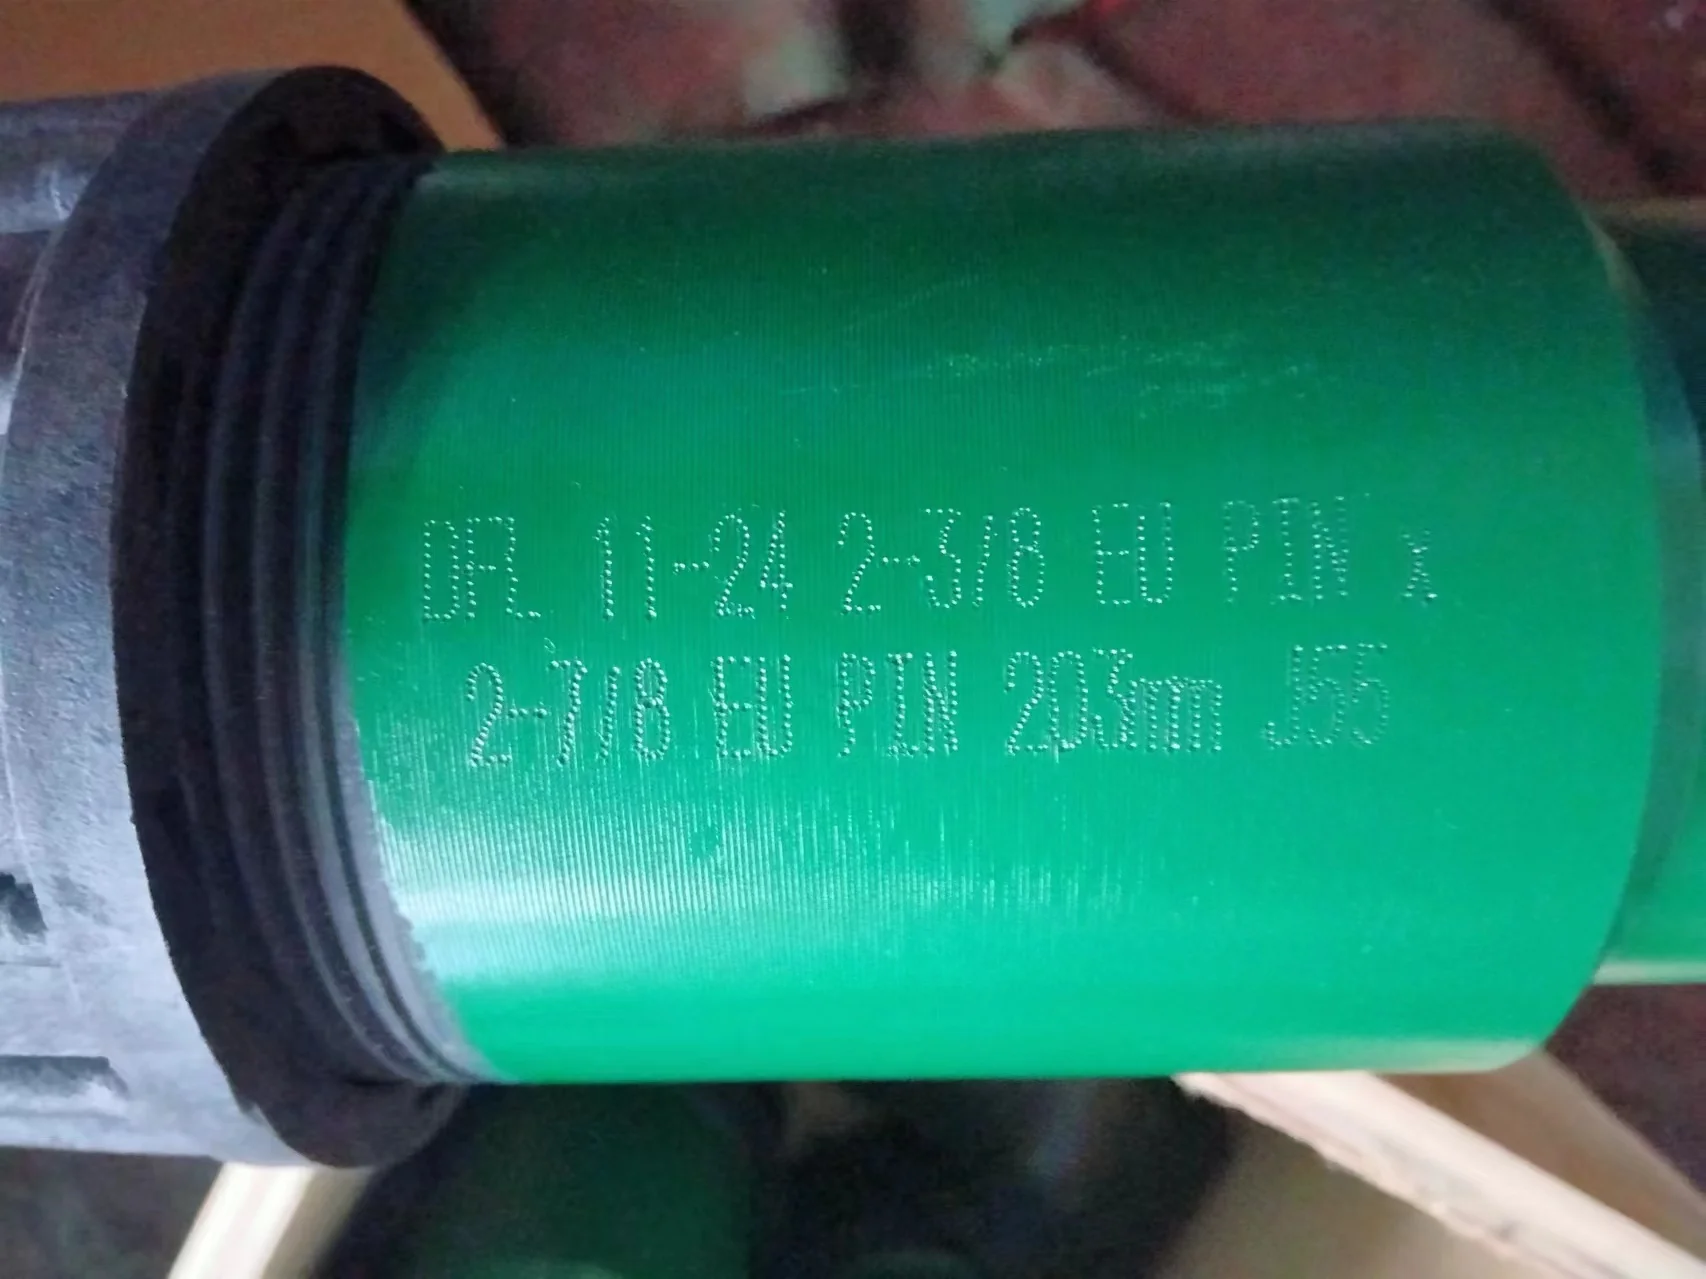 DFL 11-24 2-3/8 EU PIN x
2-7/8 EU PIN 203mm J55